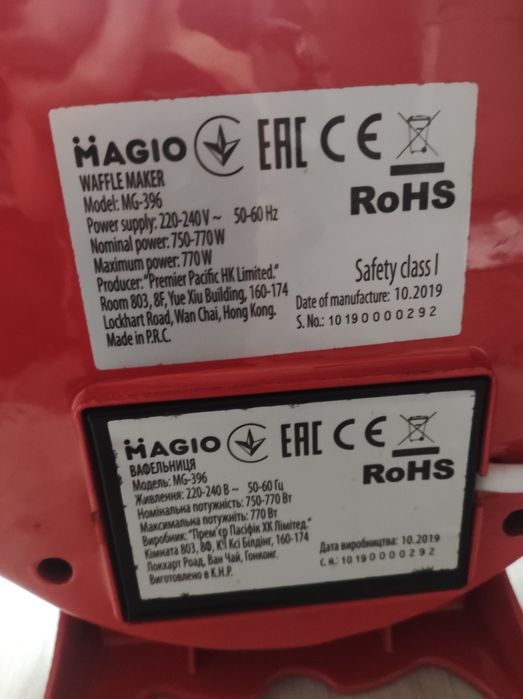 MAGIO EAC CE
WAFFLE MAKER
Model: MG-396
Power supply: 220-240 V ~ 50-60 Hz
Nominal power: 750-770 W
Maximum power: 770 W
Producer: "Premier Pacific HK Limited."
Room 803, 8F, Yue Xiu Building, 160-174
Lockhart Road, Wan Chai, Hong Kong.
Made in P.R.C.
RoHS
Safety class I
Date of manufacture: 10.2019
S. No.: 10190000292
MAGIO EAC CE
ВАФЕЛЬНИЦЯ
Модель: MG-396
Живлення: 220-240 В ~ 50-60 Гц
Номінальна потужність: 750-770 Вт
Максимальна потужність: 770 Вт
Виробник: "Прем'єр Пасіфік ХК Лімітед."
Кімната 803, 8Ф, Ю Ксі Білдінг, 160-174
Локхарт Роад, Ван Чай, Гонконг.
Виготовлено в К.Н.Р.
RoHS
Дата виробництва: 10.2019
С. н.: 10190000292